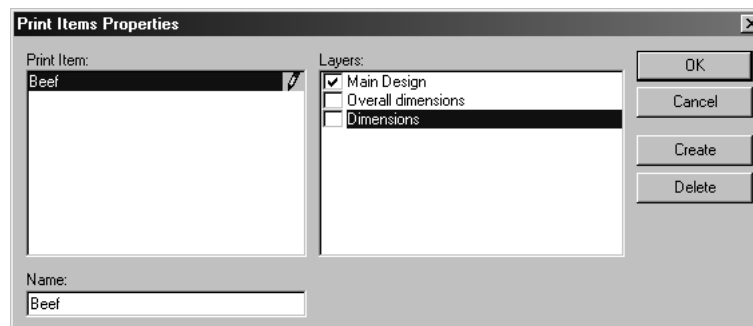 Print Items Properties
Print Item:
Beef
Layers:
Main Design
Overall dimensions
Dimensions
OK
Cancel
Create
Delete
Name:
Beef